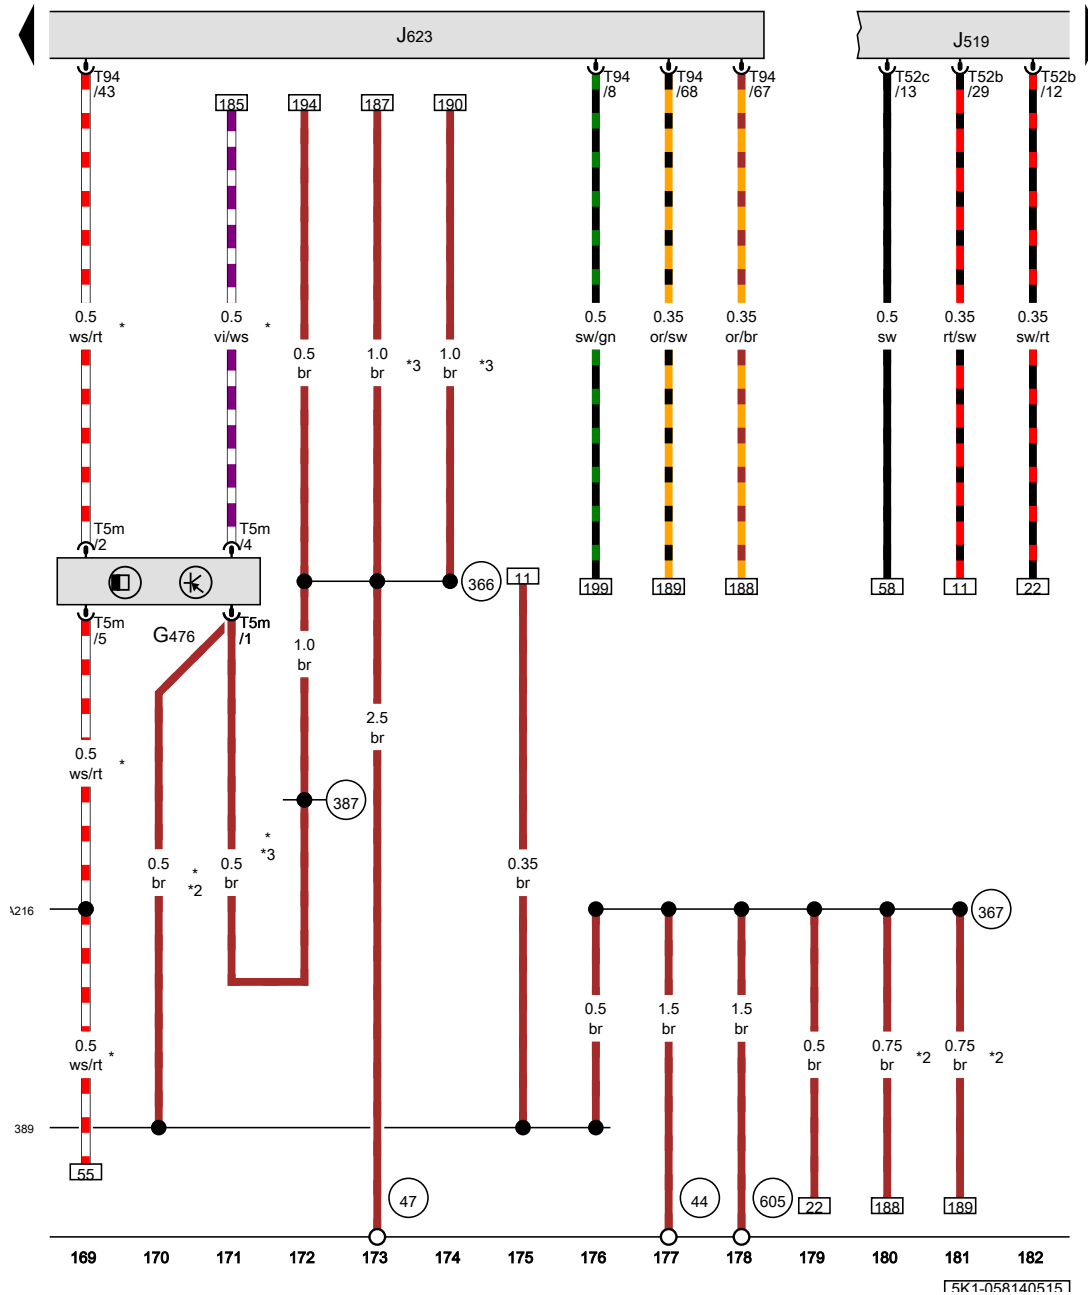 J623
J519
T94
/43
T94
/8
T94
/68
T94
/67
T52c
/13
T52b
/29
T52b
/12
185
194
187
190
0.5
ws/rt
*
0.5
vi/ws
*
0.5
br
1.0
br
*3
1.0
br
*3
0.5
sw/gn
0.35
or/sw
0.35
or/br
0.5
sw
0.35
rt/sw
0.35
sw/rt
T5m
/2
T5m
/4
366
11
199
189
188
58
11
22
T5m
/5
G476
T5m
/1
1.0
br
2.5
br
0.5
ws/rt
*
387
0.5
br
*
*2
0.5
br
*
*3
0.35
br
A216
367
0.5
ws/rt
*
0.5
br
1.5
br
1.5
br
0.5
br
0.75
br
*2
0.75
br
*2
389
55
47
44
605
22
188
189
169 170 171 172 173 174 175 176 177 178 179 180 181 182
5K1-058140515